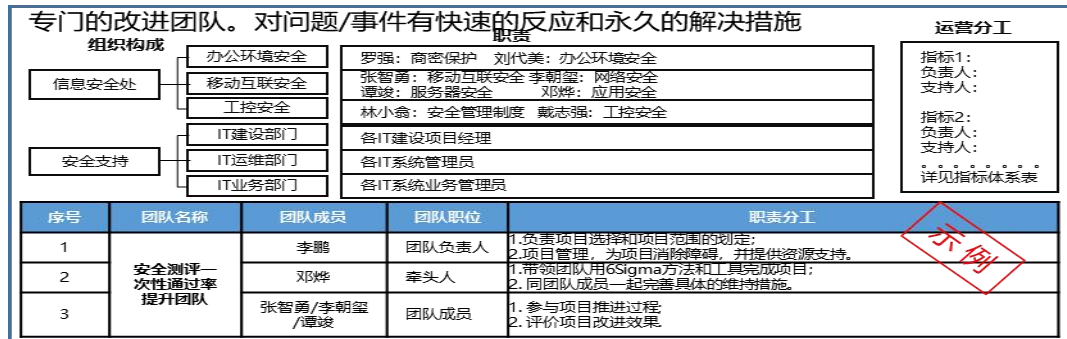 专门的改进团队。对问题/事件有快速的反应和永久的解决措施
组织构成
职责
运营分工
信息安全处
办公环境安全
罗强：商密保护 刘代美：办公环境安全
移动互联安全
张智勇：移动互联安全 李朝玺：网络安全
谭竣：服务器安全 邓烨：应用安全
工控安全
林小翁：安全管理制度 戴志强：工控安全
安全支持
IT建设部门
各IT建设项目经理
IT运维部门
各IT系统管理员
IT业务部门
各IT系统业务管理员
指标1：
负责人：
支持人：
指标2：
负责人：
支持人：
。。。。。。。。
详见指标体系表
序号 团队名称 团队成员 团队职位 职责分工
1 李鹏 团队负责人
1.负责项目选择和项目范围的划定;
2.项目管理，为项目消除障碍，并提供资源支持。
安全测评一
次性通过率
提升团队
2 邓烨 牵头人
1.带领团队用6Sigma方法和工具完成项目;
2. 同团队成员一起完善具体的维持措施。
3 张智勇/李朝玺
/谭竣
团队成员
1. 参与项目推进过程;
2. 评价项目改进效果.
示例